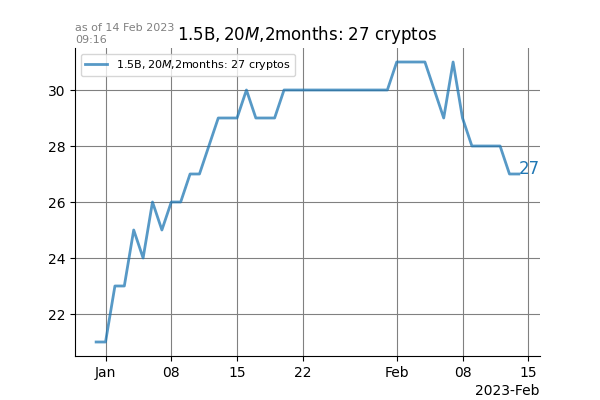 as of 14 Feb 2023
09:16
1.5B, 20M,2months: 27 cryptos
1.5B, 20M,2months: 27 cryptos
30
28
27
26
24
22
Jan
08
15
22
Feb
08
15
2023-Feb